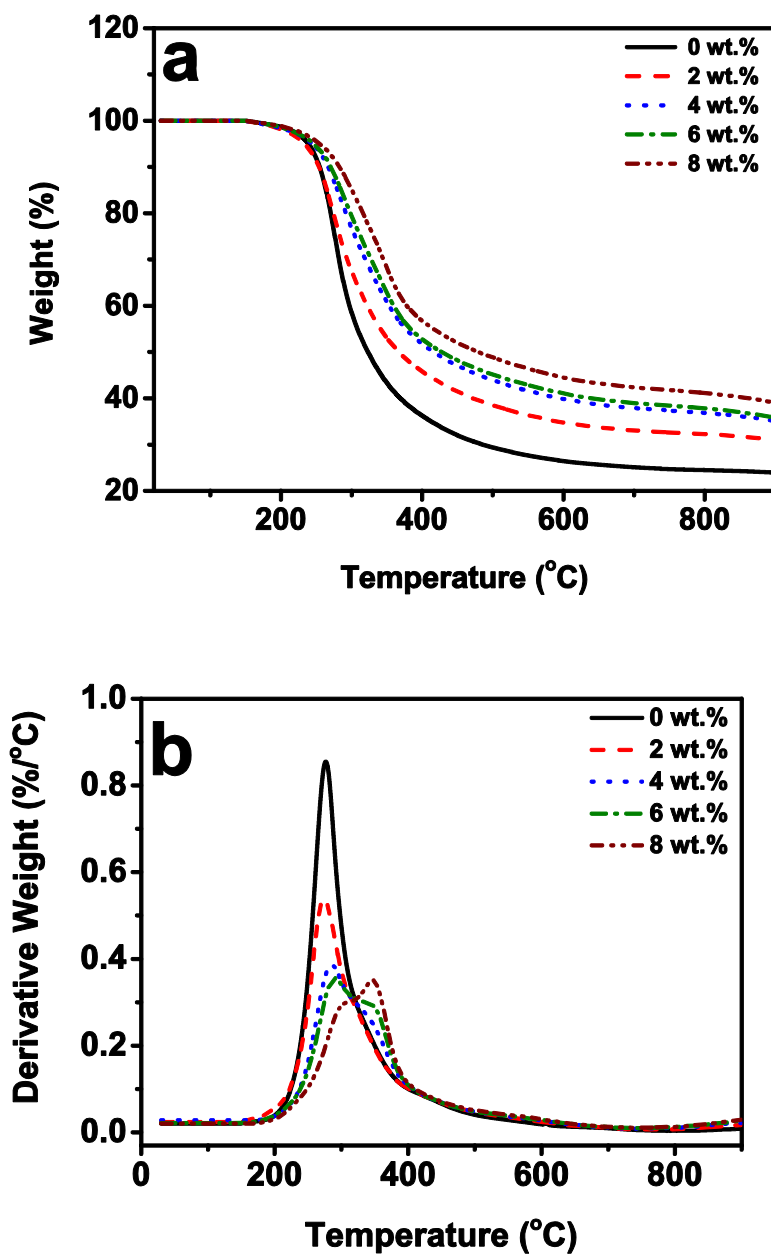 a
120
100
80
60
40
20
Weight (%)
0 wt.%
2 wt.%
4 wt.%
6 wt.%
8 wt.%
200 400 600 800
Temperature (°C)
b
1.0
0.8
0.6
0.4
0.2
0.0
Derivative Weight (%/°C)
0 wt.%
2 wt.%
4 wt.%
6 wt.%
8 wt.%
0 200 400 600 800
Temperature (°C)